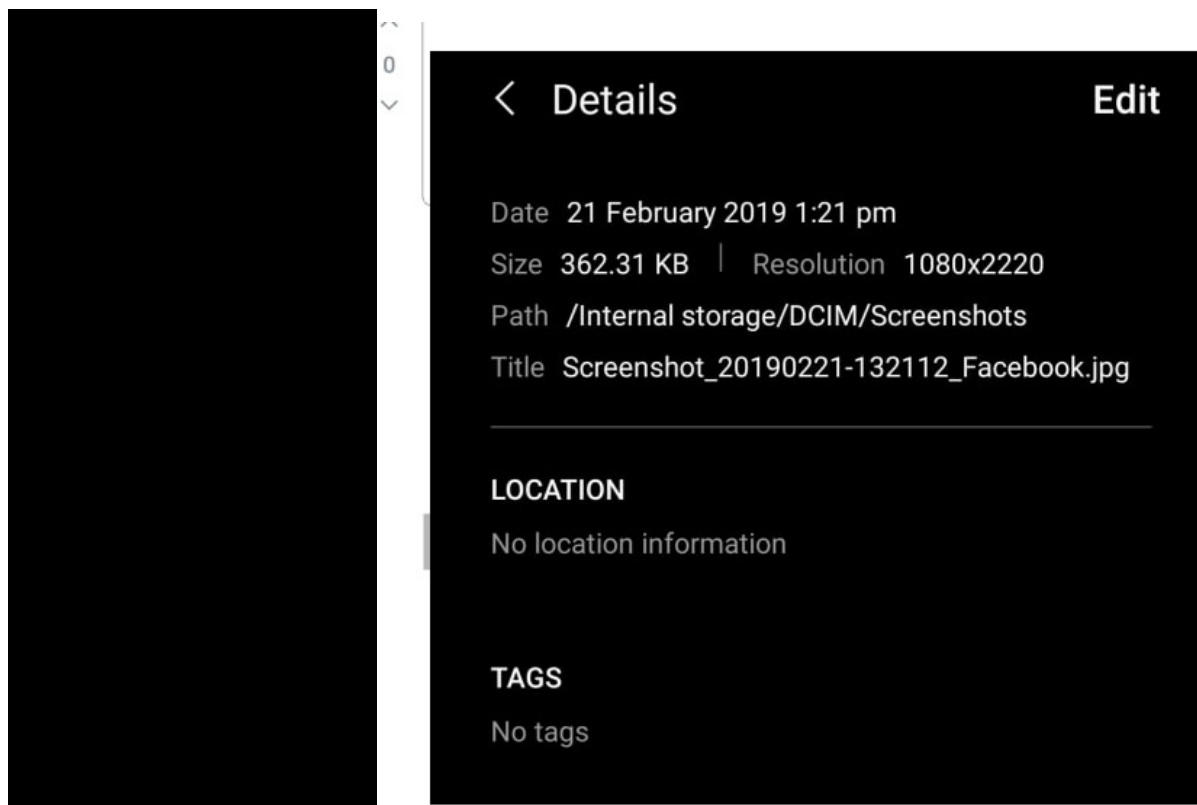 0
Details
Edit
Date 21 February 2019 1:21 pm
Size 362.31 KB | Resolution 1080x2220
Path /Internal storage/DCIM/Screenshots
Title Screenshot_20190221-132112_Facebook.jpg
LOCATION
No location information
TAGS
No tags